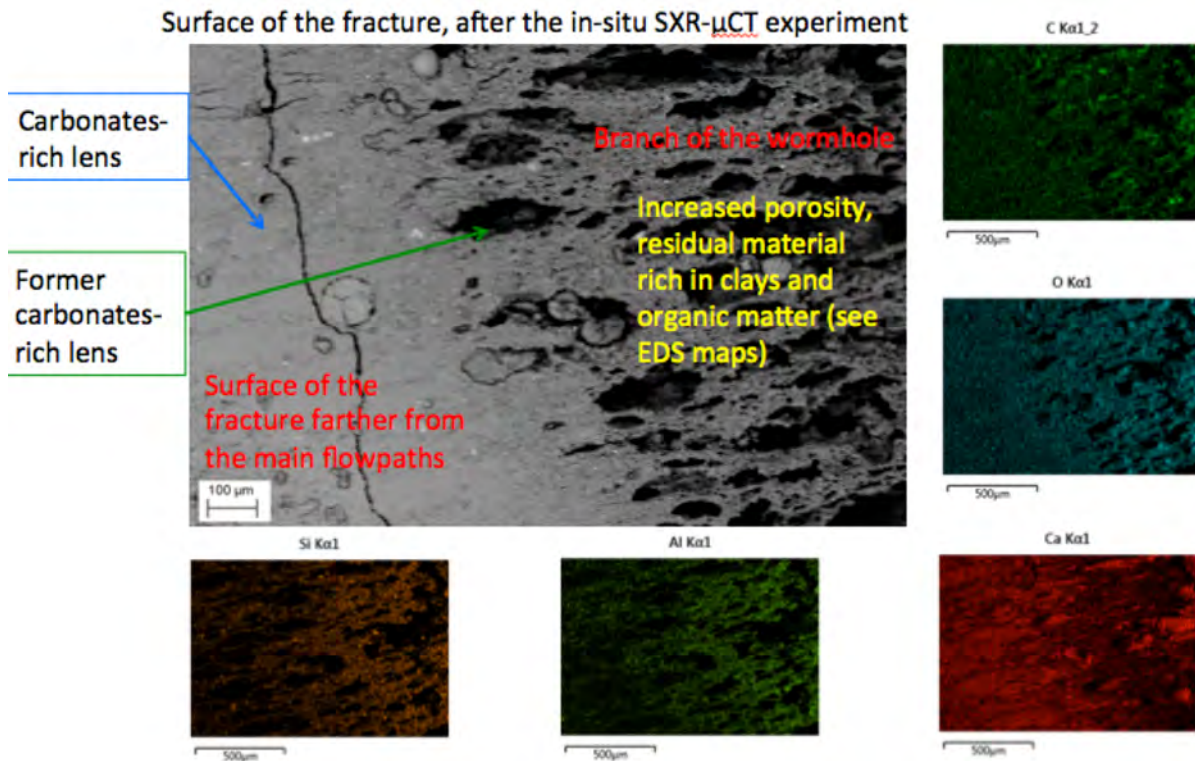 Surface of the fracture, after the in-situ SXR-µCT experiment
Carbonates-
rich lens
Former
carbonates-
rich lens
Branch of the wormhole
Increased porosity,
residual material
rich in clays and
organic matter (see
EDS maps)
Surface of the
fracture farther from
the main flowpaths
100 µm
C Kα1_2
500µm
O Kα1
500µm
Si Kα1
500µm
Al Kα1
500µm
Ca Kα1
500µm